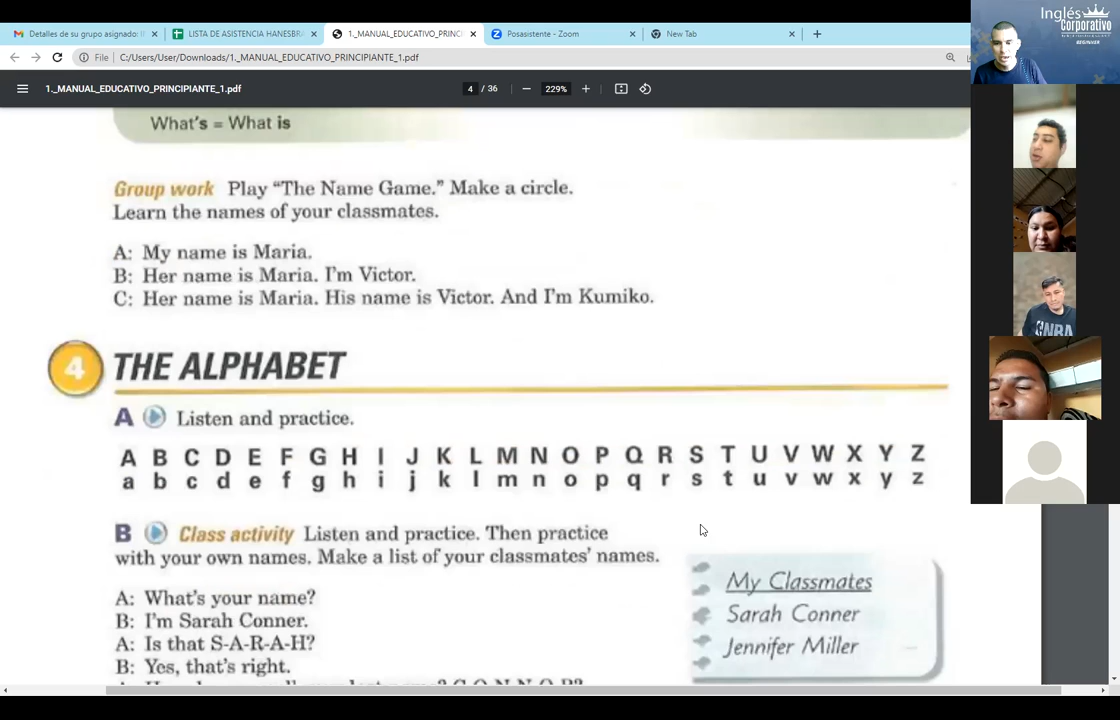 Detalles de su grupo asignado: II
LISTA DE ASISTENCIA HANESBRA
1._MANUAL_EDUCATIVO_PRINCI
Posasistente - Zoom
New Tab
File
C:/Users/User/Downloads/1._MANUAL_EDUCATIVO_PRINCIPIANTE_1.pdf
1._MANUAL_EDUCATIVO_PRINCIPIANTE_1.pdf
4 / 36
229%
Inglés
Corporativo
BEGINNER
What's = What is
Group work Play “The Name Game.” Make a circle.
Learn the names of your classmates.
A: My name is Maria.
B: Her name is Maria. I'm Victor.
C: Her name is Maria. His name is Victor. And I'm Kumiko.
4 THE ALPHABET
A Listen and practice.
A B C D E F G H I J K L M N O P Q R S T U V W X Y Z
a b c d e f g h i j k l m n o p q r s t u v w x y z
B Class activity Listen and practice. Then practice
with your own names. Make a list of your classmates' names.
A: What's your name?
B: I'm Sarah Conner.
A: Is that S-A-R-A-H?
B: Yes, that's right.
My Classmates
Sarah Conner
Jennifer Miller
NBA